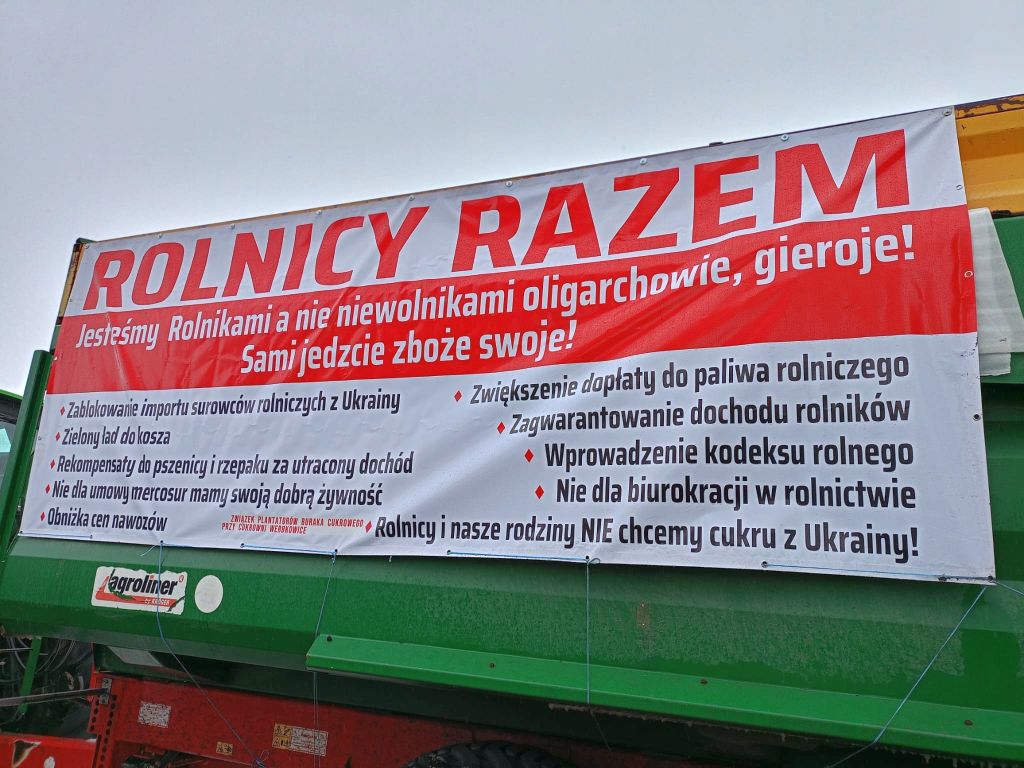 ROLNICY RAZEM
Jesteśmy Rolnikami a nie niewolnikami oligarchowie, gieroje!
Sami jedzcie zboże swoje!
♦ Zablokowanie importu surowców rolniczych z Ukrainy
♦ Zielony ład do kosza
♦ Rekompensaty do pszenicy i rzepaku za utracony dochód
♦ Nie dla umowy mercosur mamy swoją dobrą żywność
♦ Obniżka cen nawozów
ZWIĄZEK PLANTATORÓW BURAKA CUKROWEGO
PRZY CUKROWNI WERBKOWICE
♦ Zwiększenie dopłaty do paliwa rolniczego
♦ Zagwarantowanie dochodu rolników
♦ Wprowadzenie kodeksu rolnego
♦ Nie dla biurokracji w rolnictwie
♦ Rolnicy i nasze rodziny NIE chcemy cukru z Ukrainy!
agroliner
by KRÖGER